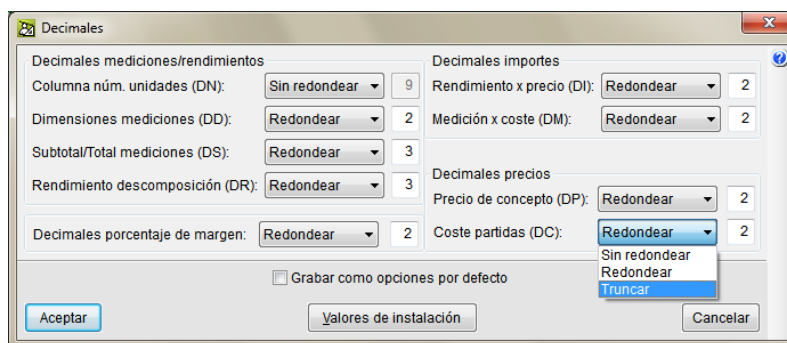 Decimales
Decimales mediciones/rendimientos
Columna núm. unidades (DN): Sin redondear 9
Dimensiones mediciones (DD): Redondear 2
Subtotal/Total mediciones (DS): Redondear 3
Rendimiento descomposición (DR): Redondear 3
Decimales porcentaje de margen: Redondear 2
Decimales importes
Rendimiento x precio (DI): Redondear 2
Medición x coste (DM): Redondear 2
Decimales precios
Precio de concepto (DP): Redondear 2
Coste partidas (DC): Redondear 2
Sin redondear
Redondear
Truncar
Grabar como opciones por defecto
Aceptar Valores de instalación Cancelar